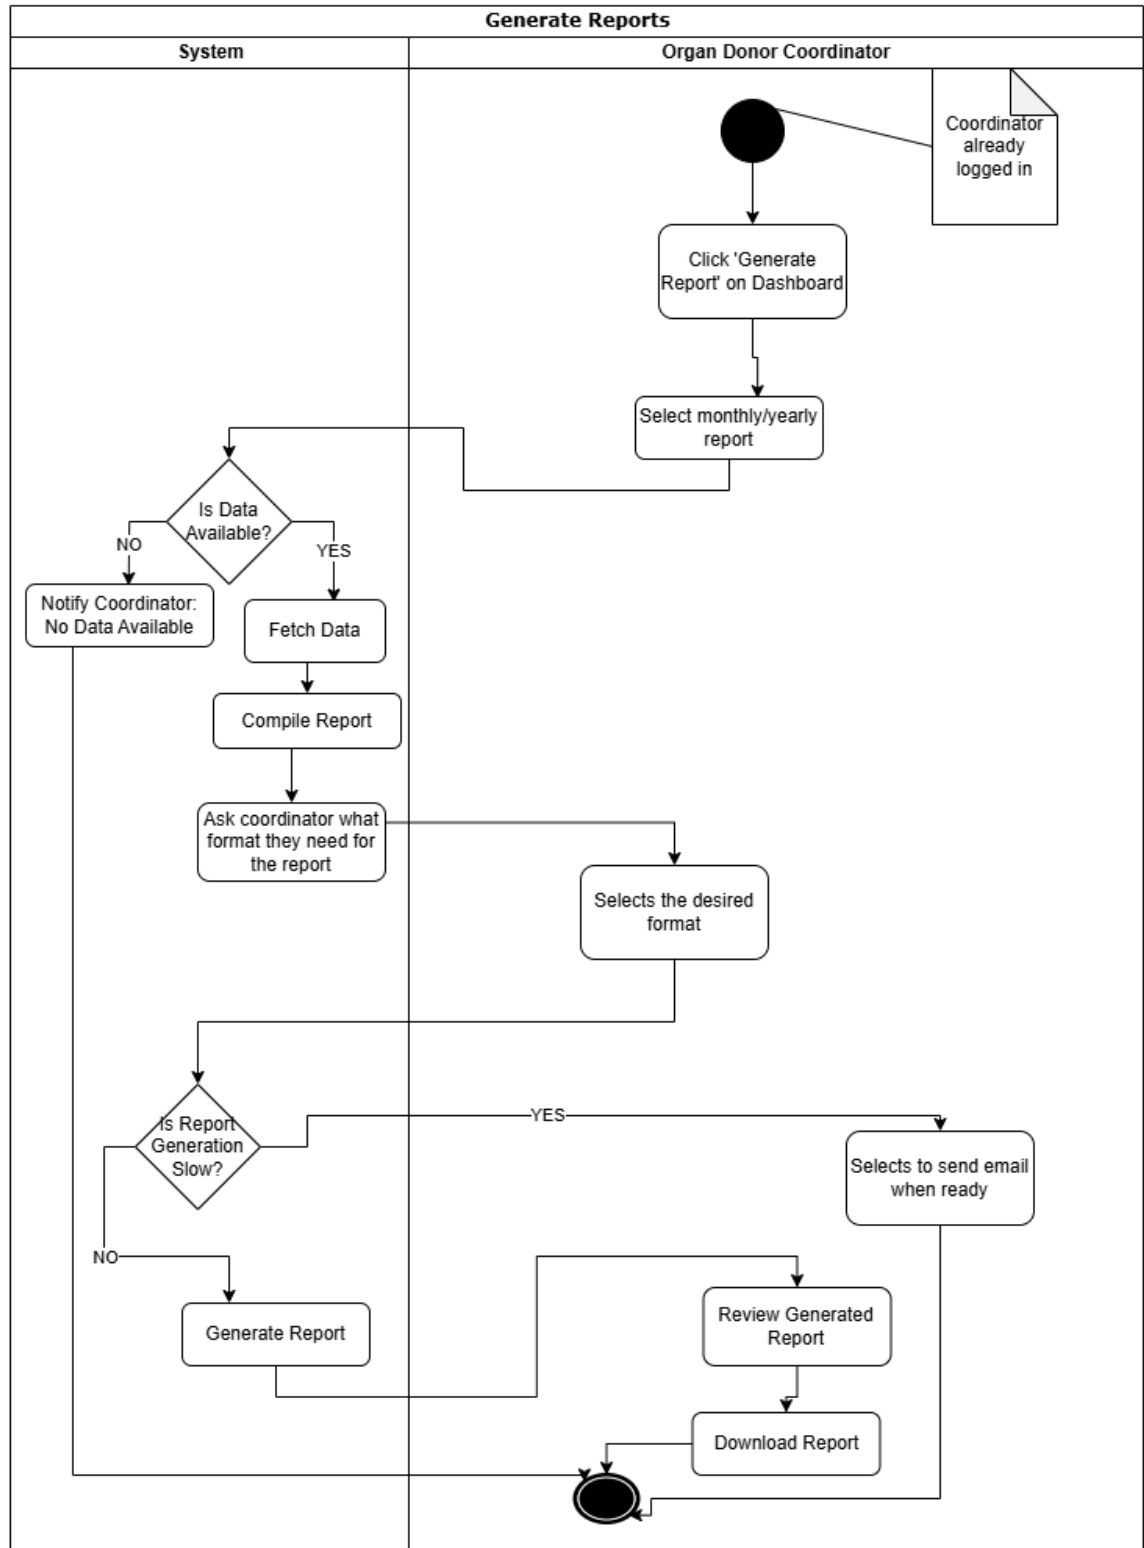 Generate Reports
System
Organ Donor Coordinator
Coordinator
already
logged in
Click 'Generate
Report' on Dashboard
Select monthly/yearly
report
Is Data
Available?
NO
YES
Notify Coordinator:
No Data Available
Fetch Data
Compile Report
Ask coordinator what
format they need for
the report
Selects the desired
format
Is Report
Generation
Slow?
YES
Selects to send email
when ready
NO
Generate Report
Review Generated
Report
Download Report